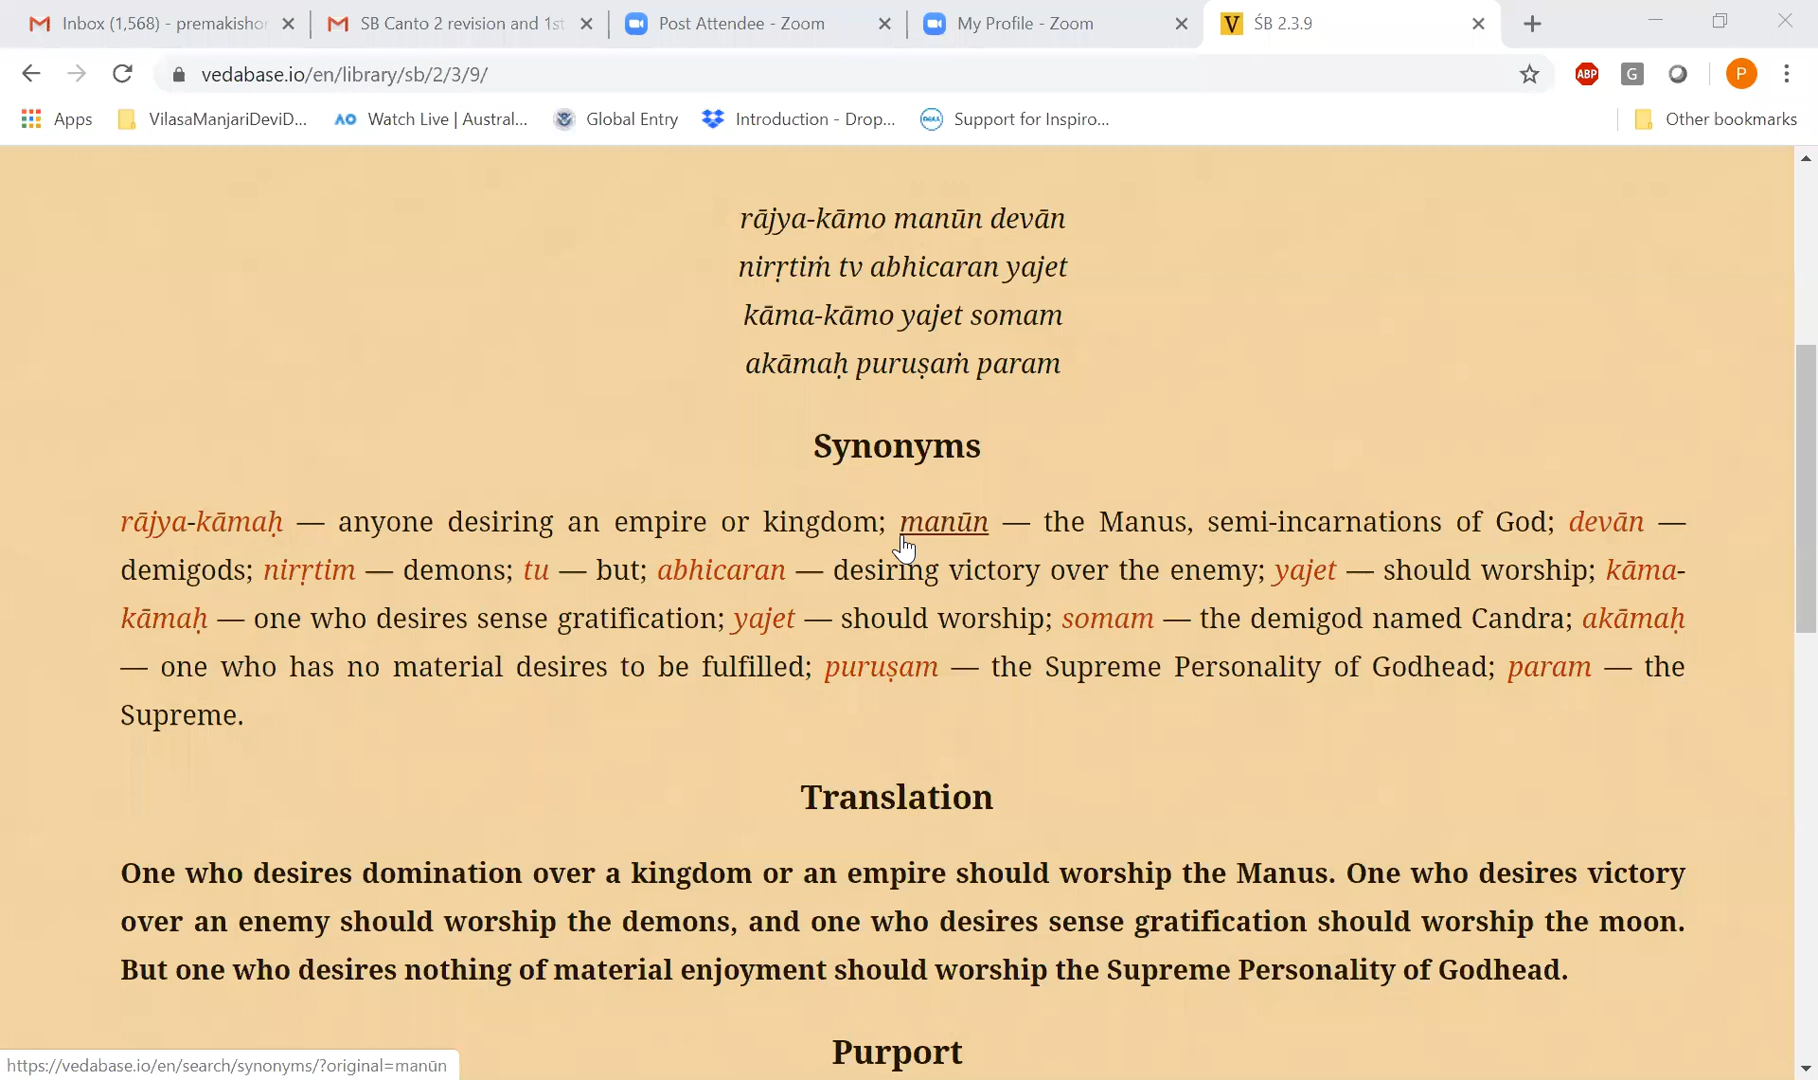 Inbox (1,568) - premakishor
SB Canto 2 revision and 1st
Post Attendee - Zoom
My Profile - Zoom
V ŚB 2.3.9
vedabase.io/en/library/sb/2/3/9/
ABP G P
Apps
VilasaManjariDeviD...
AO Watch Live | Austral...
Global Entry
Introduction - Drop...
DELL Support for Inspiro...
Other bookmarks
rājya-kāmo manūn devān
nirṛtiṁ tv abhicaran yajet
kāma-kāmo yajet somam
akāmaḥ puruṣaṁ param
Synonyms
rājya-kāmaḥ — anyone desiring an empire or kingdom; manūn — the Manus, semi-incarnations of God; devān —
demigods; nirṛtim — demons; tu — but; abhicaran — desiring victory over the enemy; yajet — should worship; kāma-
kāmaḥ — one who desires sense gratification; yajet — should worship; somam — the demigod named Candra; akāmaḥ
— one who has no material desires to be fulfilled; puruṣam — the Supreme Personality of Godhead; param — the
Supreme.
Translation
One who desires domination over a kingdom or an empire should worship the Manus. One who desires victory
over an enemy should worship the demons, and one who desires sense gratification should worship the moon.
But one who desires nothing of material enjoyment should worship the Supreme Personality of Godhead.
Purport
https://vedabase.io/en/search/synonyms/?original=manūn